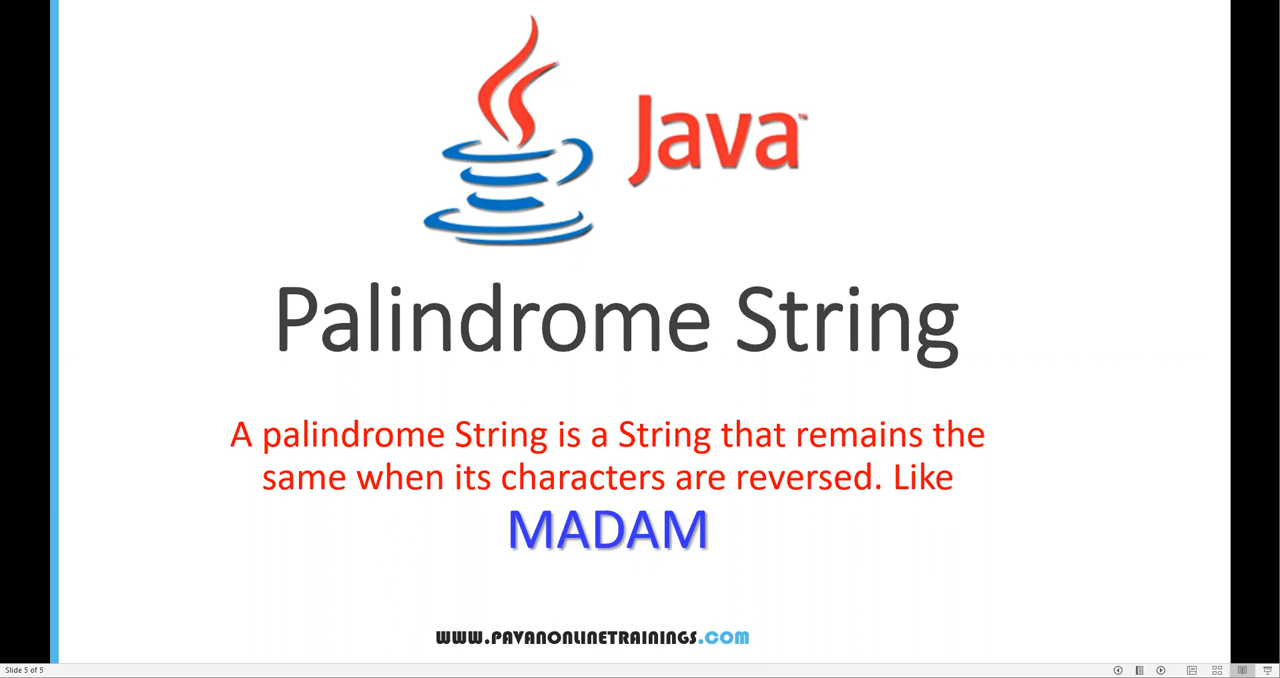 Java™
Palindrome String
A palindrome String is a String that remains the
same when its characters are reversed. Like
MADAM
WWW.PAVANONLINETRAININGS.COM
Slide 5 of 5